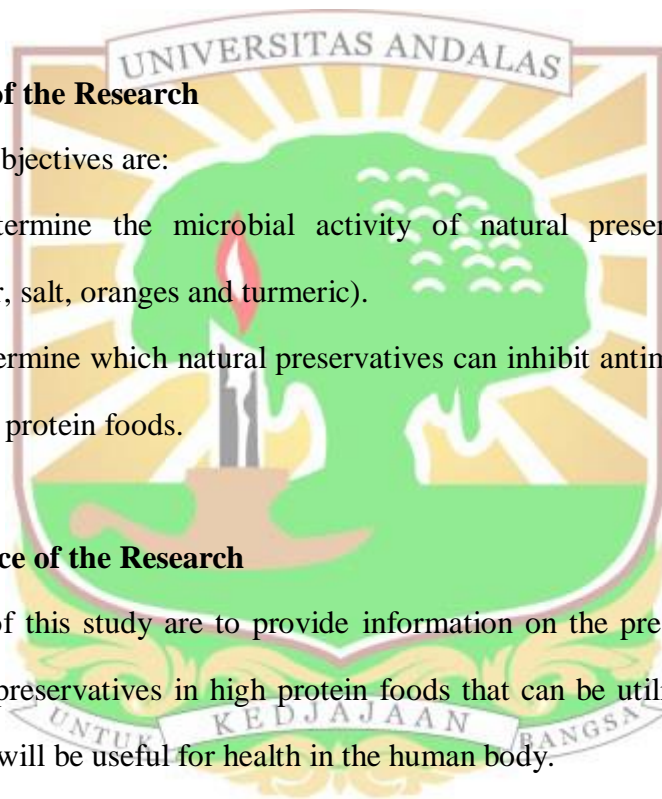 UNIVERSITAS ANDALAS
of the Research
bjectives are:
termine the microbial activity of natural preser
r, salt, oranges and turmeric).
ermine which natural preservatives can inhibit antin
protein foods.
ce of the Research
of this study are to provide information on the pre
preservatives in high protein foods that can be utili
will be useful for health in the human body.
UNTUK KEDJAJAAN BANGSA